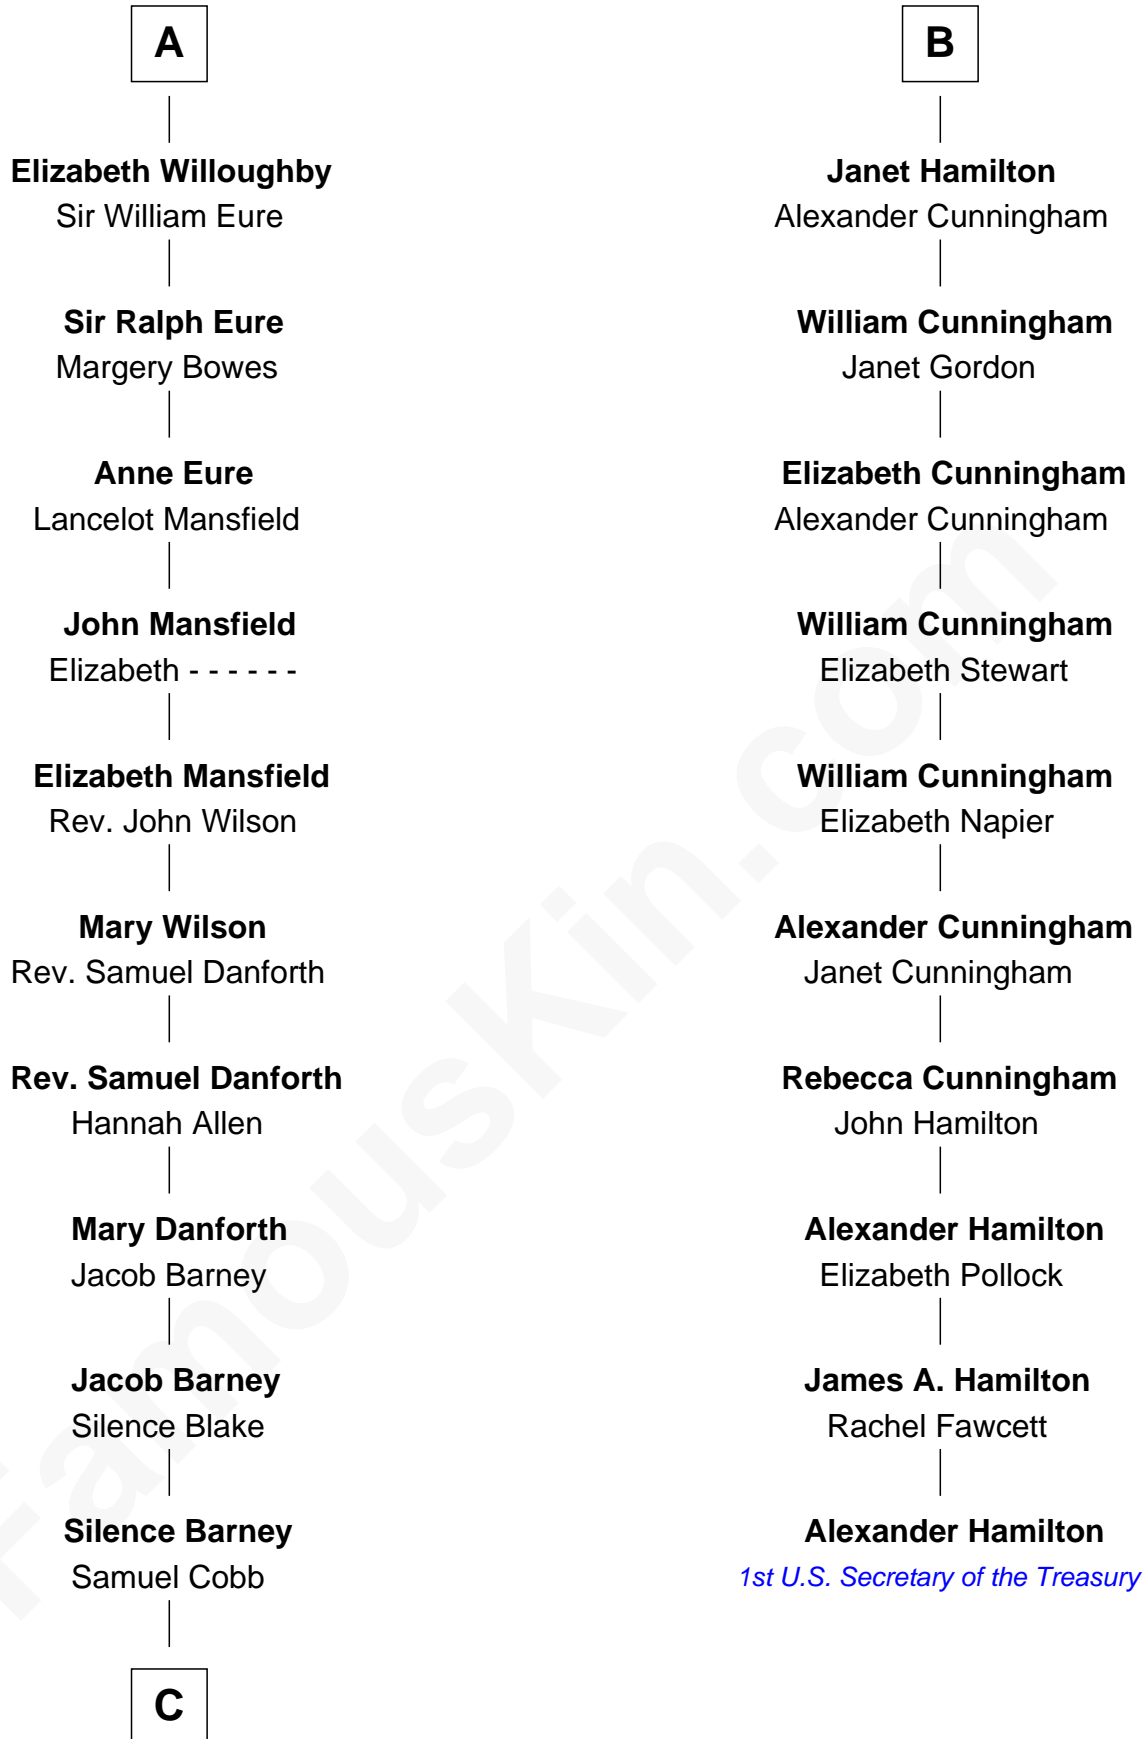 A
Elizabeth Willoughby
Sir William Eure
Sir Ralph Eure
Margery Bowes
Anne Eure
Lancelot Mansfield
John Mansfield
Elizabeth - - - - - -
Elizabeth Mansfield
Rev. John Wilson
Mary Wilson
Rev. Samuel Danforth
Rev. Samuel Danforth
Hannah Allen
Mary Danforth
Jacob Barney
Jacob Barney
Silence Blake
Silence Barney
Samuel Cobb
C
B
Janet Hamilton
Alexander Cunningham
William Cunningham
Janet Gordon
Elizabeth Cunningham
Alexander Cunningham
William Cunningham
Elizabeth Stewart
William Cunningham
Elizabeth Napier
Alexander Cunningham
Janet Cunningham
Rebecca Cunningham
John Hamilton
Alexander Hamilton
Elizabeth Pollock
James A. Hamilton
Rachel Fawcett
Alexander Hamilton
1st U.S. Secretary of the Treasury
FamousKin.com